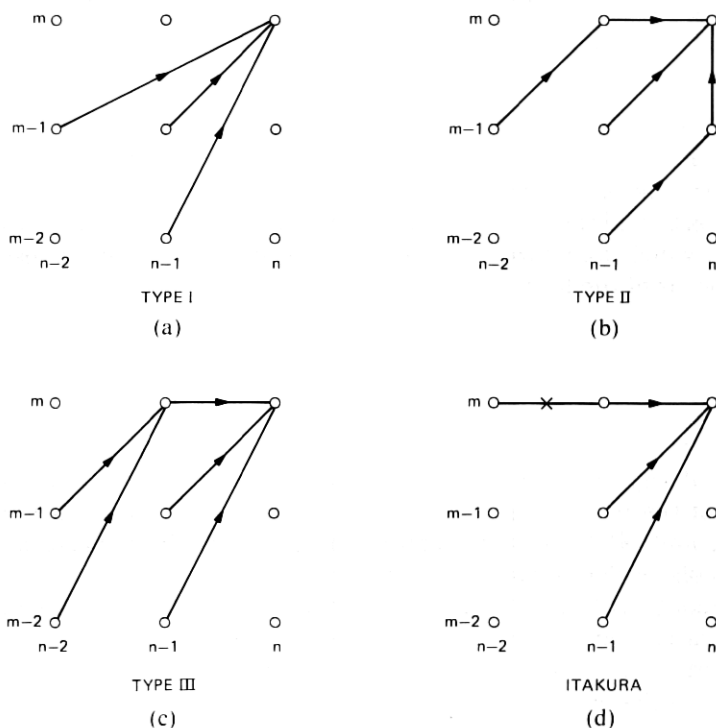 m
m−1
m−2
n−2 n−1 n
TYPE I
(a)
m
m−1
m−2
n−2 n−1 n
TYPE II
(b)
m
m−1
m−2
n−2 n−1 n
TYPE III
(c)
m
m−1
m−2
n−2 n−1 n
ITAKURA
(d)